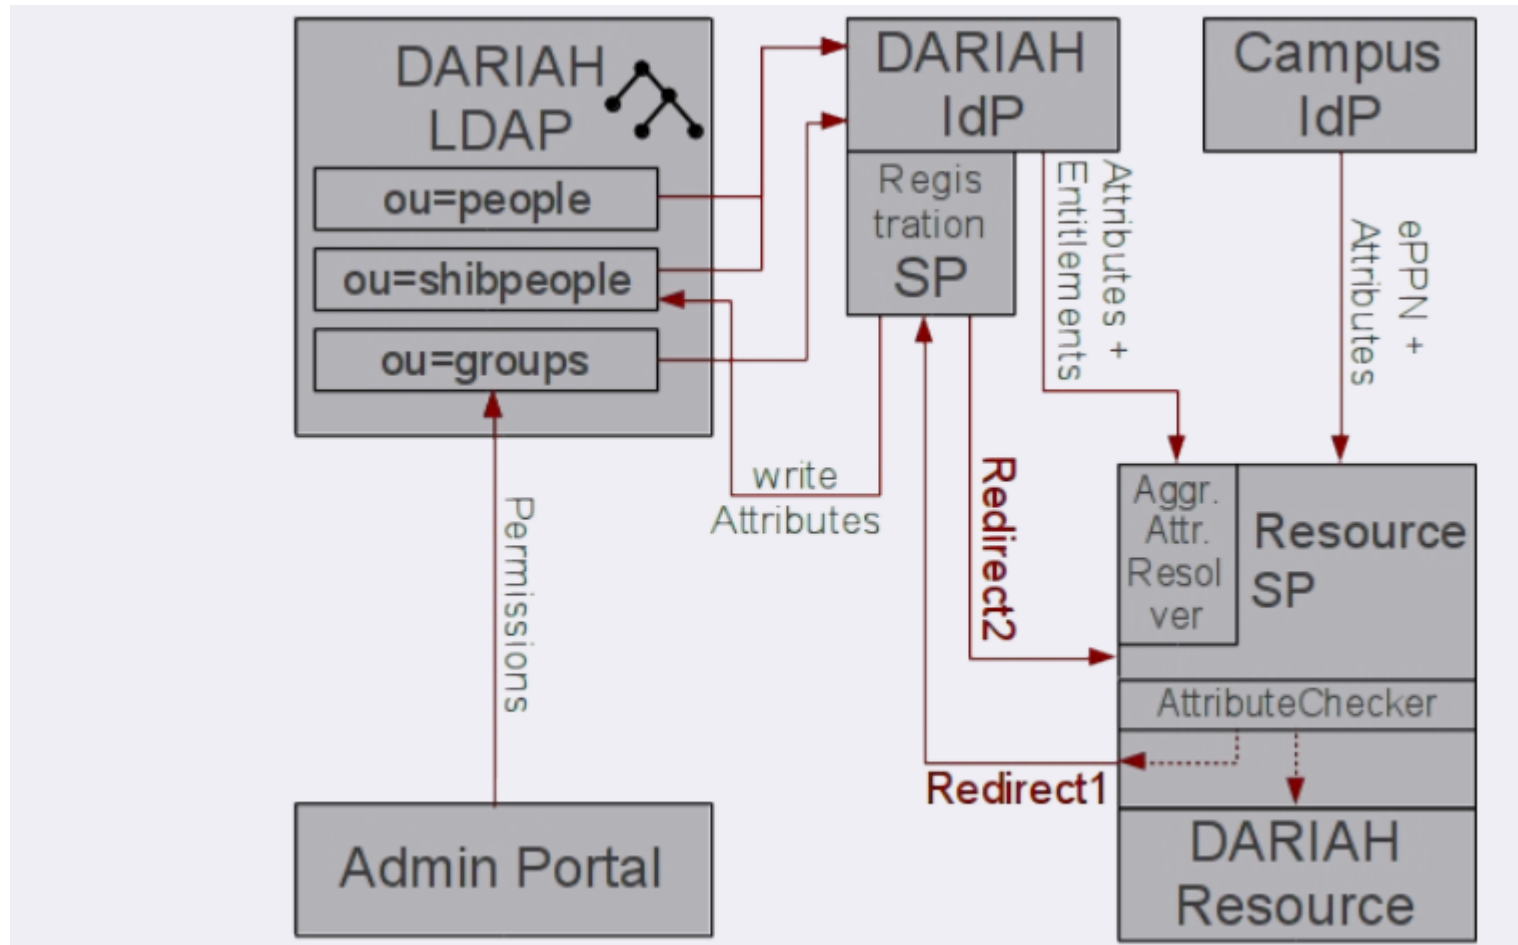 DARIAH
LDAP
ou=people
ou=shibpeople
ou=groups
DARIAH
IdP
Regis
tration
SP
Campus
IdP
Attributes +
Entitlements
ePPN +
Attributes
write
Attributes
Permissions
Redirect2
Aggr.
Attr.
Resol
ver
Resource
SP
AttributeChecker
Redirect1
DARIAH
Resource
Admin Portal